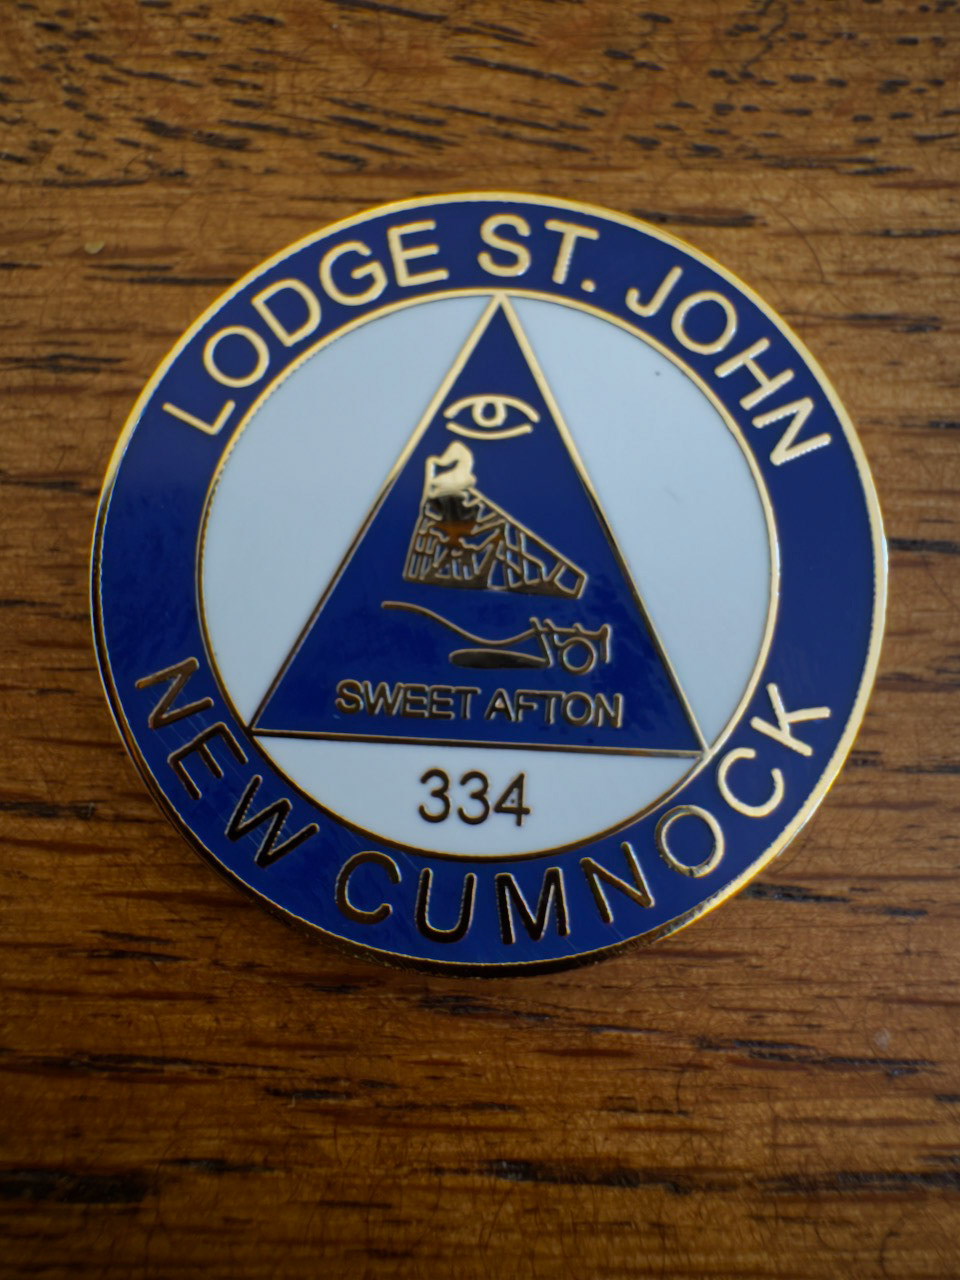 LODGE ST. JOHN
SWEET AFTON
334
NEW CUMNOCK